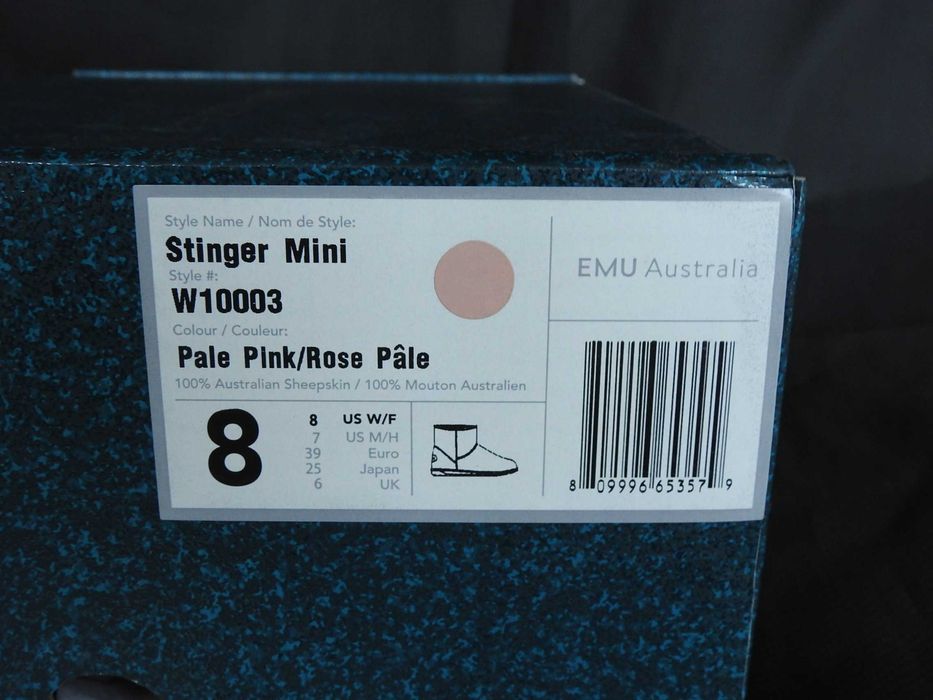 Style Name / Nom de Style:
Stinger Mini
Style #:
W10003
Colour / Couleur:
Pale Pink/Rose Pâle
100% Australian Sheepskin / 100% Mouton Australien
8
8 US W/F
7 US M/H
39 Euro
25 Japan
6 UK
EMU Australia
8 09996 65357 9